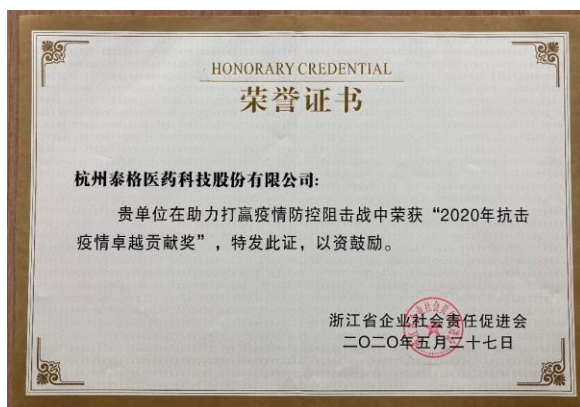 HONORARY CREDENTIAL
荣誉证书
杭州泰格医药科技股份有限公司:
贵单位在助力打赢疫情防控阻击战中荣获“2020年抗击
疫情卓越贡献奖”,特发此证,以资鼓励。
浙江省企业社会责任促进会
二〇二〇年五月二十七日